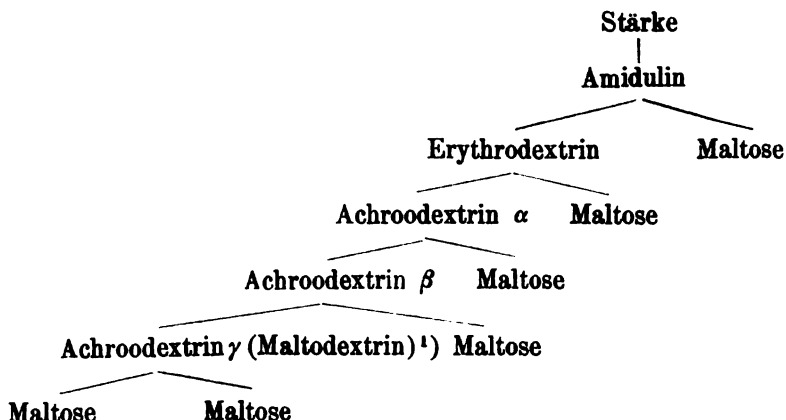 Stärke
Amidulin
Erythrodextrin Maltose
Achroodextrin α Maltose
Achroodextrin β Maltose
Achroodextrin γ (Maltodextrin)¹) Maltose
Maltose Maltose